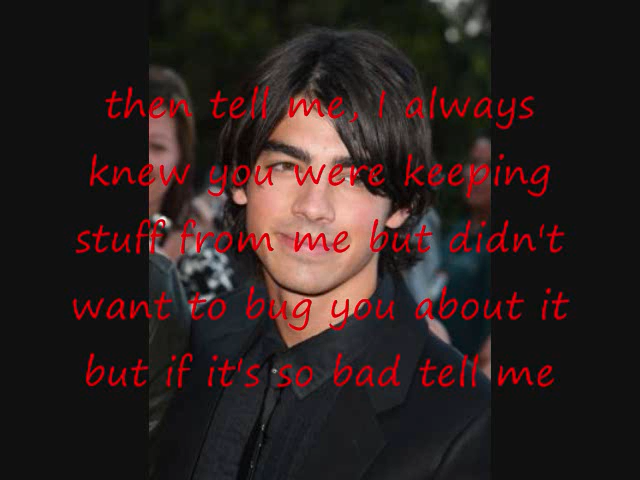 then tell me, I always
knew you were keeping
stuff from me but didn't
want to bug you about it
but if it's so bad tell me